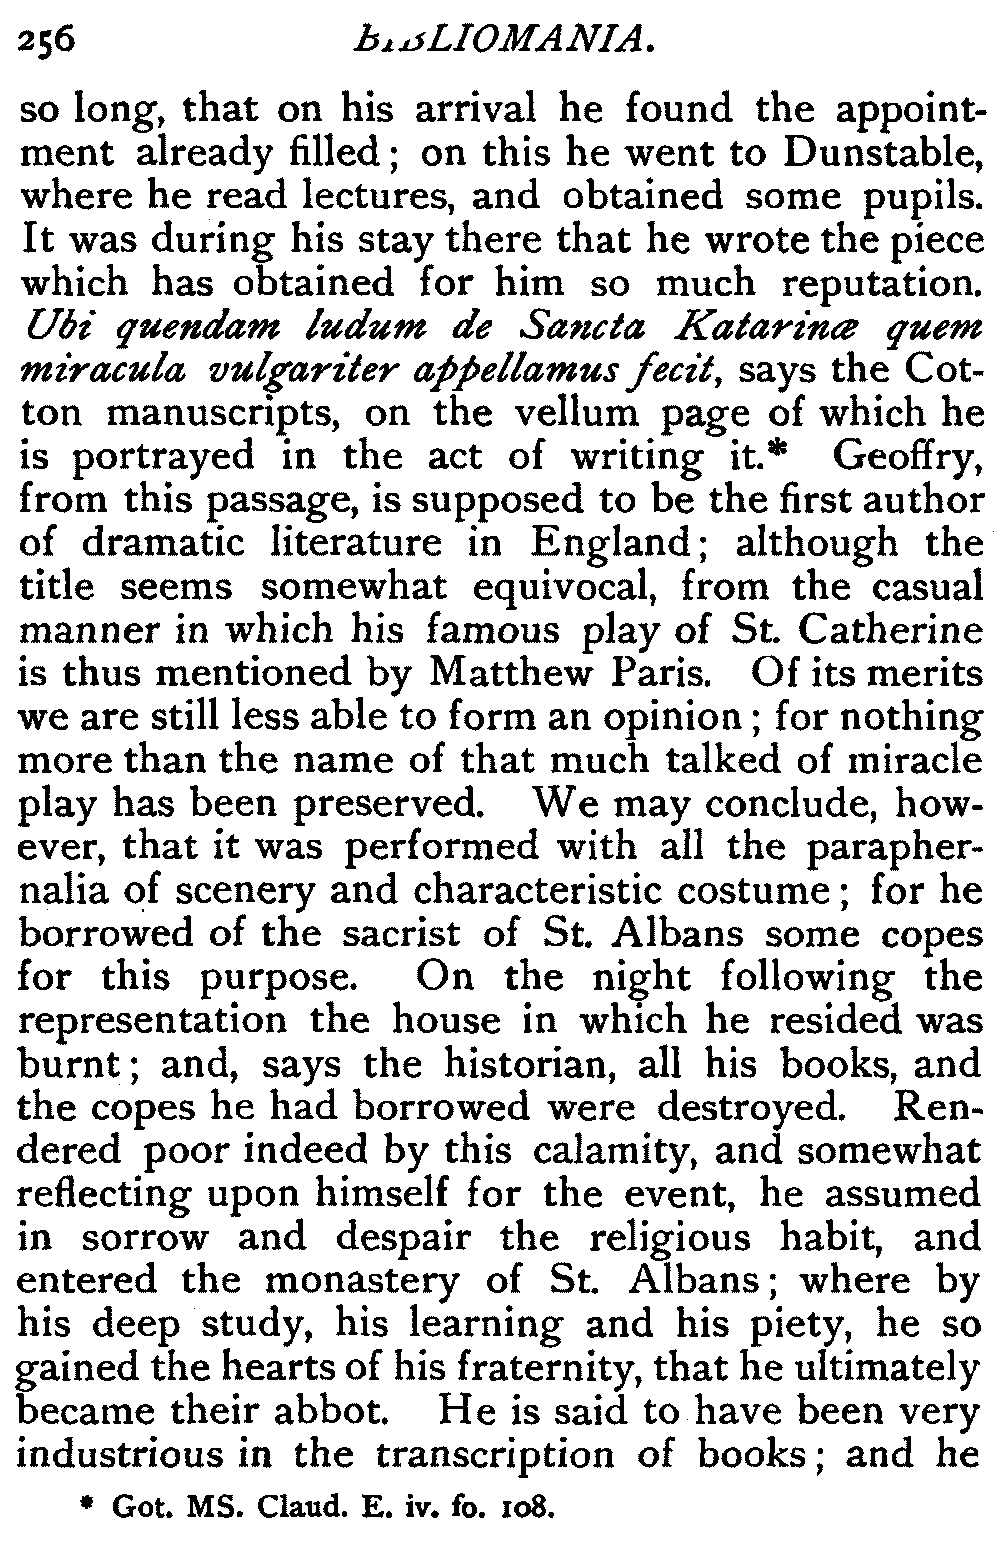 256 BIBLIOMANIA.
so long, that on his arrival he found the appoint-
ment already filled; on this he went to Dunstable,
where he read lectures, and obtained some pupils.
It was during his stay there that he wrote the piece
which has obtained for him so much reputation.
Ubi quendam ludum de Sancta Katarinæ quem
miracula vulgariter appellamus fecit, says the Cot-
ton manuscripts, on the vellum page of which he
is portrayed in the act of writing it.* Geoffry,
from this passage, is supposed to be the first author
of dramatic literature in England; although the
title seems somewhat equivocal, from the casual
manner in which his famous play of St. Catherine
is thus mentioned by Matthew Paris. Of its merits
we are still less able to form an opinion; for nothing
more than the name of that much talked of miracle
play has been preserved. We may conclude, how-
ever, that it was performed with all the parapher-
nalia of scenery and characteristic costume; for he
borrowed of the sacrist of St. Albans some copes
for this purpose. On the night following the
representation the house in which he resided was
burnt; and, says the historian, all his books, and
the copes he had borrowed were destroyed. Ren-
dered poor indeed by this calamity, and somewhat
reflecting upon himself for the event, he assumed
in sorrow and despair the religious habit, and
entered the monastery of St. Albans; where by
his deep study, his learning and his piety, he so
gained the hearts of his fraternity, that he ultimately
became their abbot. He is said to have been very
industrious in the transcription of books; and he
* Got. MS. Claud. E. iv. fo. 108.